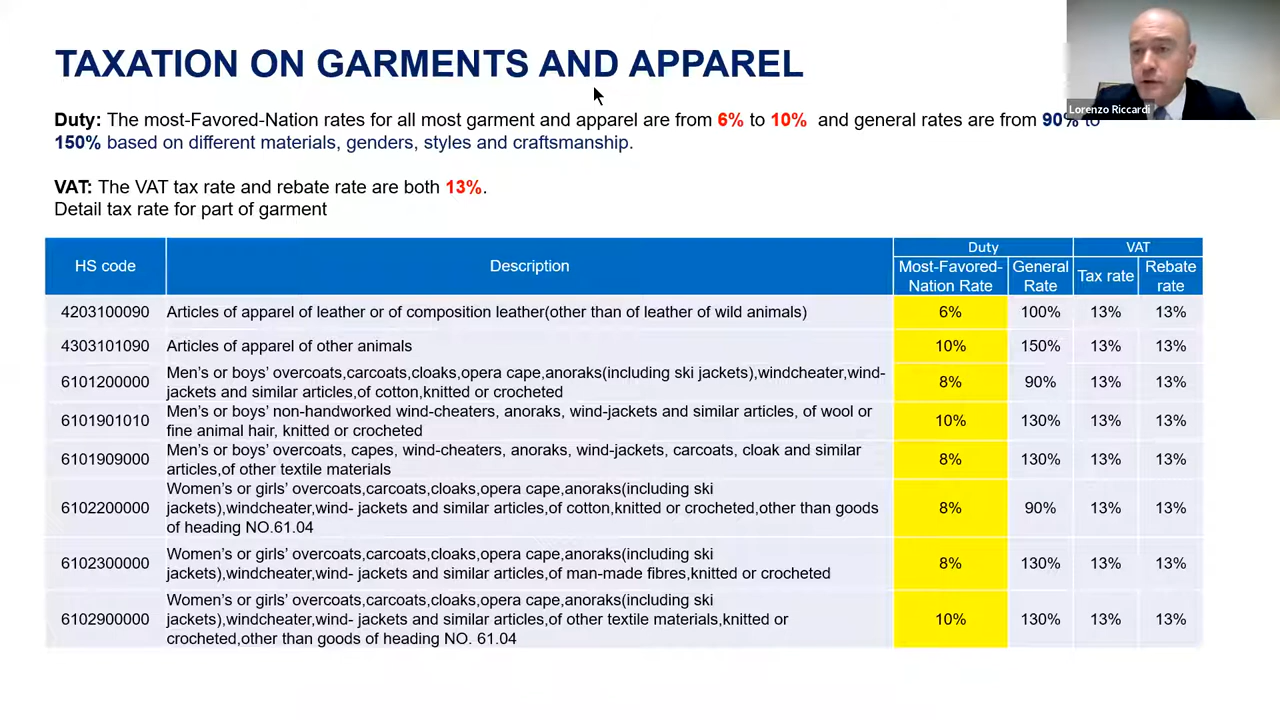 TAXATION ON GARMENTS AND APPAREL
Lorenzo Riccardi
Duty: The most-Favored-Nation rates for all most garment and apparel are from 6% to 10% and general rates are from 90% to
150% based on different materials, genders, styles and craftsmanship.
VAT: The VAT tax rate and rebate rate are both 13%.
Detail tax rate for part of garment
HS code
Description
Duty
VAT
Most-Favored-
Nation Rate
General
Rate
Tax rate
Rebate
rate
4203100090 Articles of apparel of leather or of composition leather(other than of leather of wild animals) 6% 100% 13% 13%
4303101090 Articles of apparel of other animals 10% 150% 13% 13%
6101200000 Men's or boys' overcoats,carcoats,cloaks,opera cape,anoraks(including ski jackets),windcheater,wind-
jackets and similar articles,of cotton,knitted or crocheted 8% 90% 13% 13%
6101901010 Men's or boys' non-handworked wind-cheaters, anoraks, wind-jackets and similar articles, of wool or
fine animal hair, knitted or crocheted 10% 130% 13% 13%
6101909000 Men's or boys' overcoats, capes, wind-cheaters, anoraks, wind-jackets, carcoats, cloak and similar
articles,of other textile materials 8% 130% 13% 13%
6102200000 Women's or girls' overcoats,carcoats,cloaks,opera cape,anoraks(including ski
jackets),windcheater,wind- jackets and similar articles,of cotton,knitted or crocheted,other than goods
of heading NO.61.04 8% 90% 13% 13%
6102300000 Women's or girls' overcoats,carcoats,cloaks,opera cape,anoraks(including ski
jackets),windcheater,wind- jackets and similar articles,of man-made fibres,knitted or crocheted 8% 130% 13% 13%
6102900000 Women's or girls' overcoats,carcoats,cloaks,opera cape,anoraks(including ski
jackets),windcheater,wind- jackets and similar articles,of other textile materials,knitted or
crocheted,other than goods of heading NO. 61.04 10% 130% 13% 13%